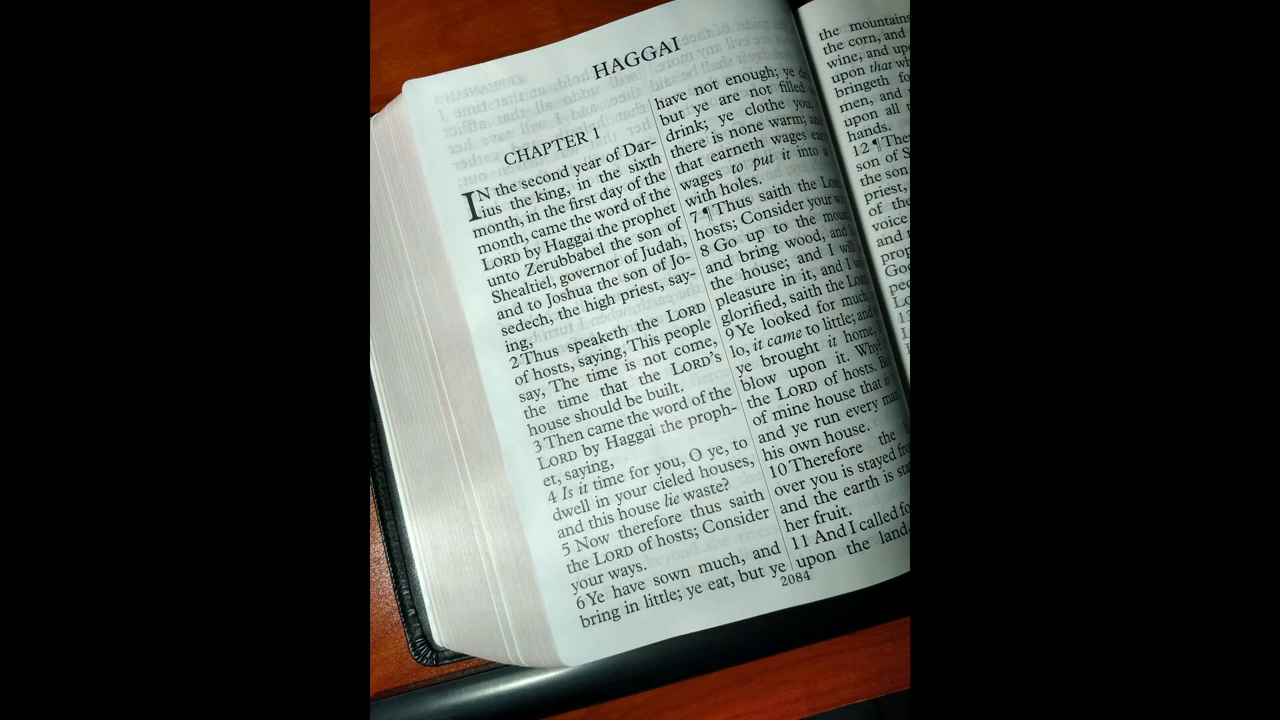 HAGGAI
CHAPTER 1
IN the second year of Dar-
ius the king, in the sixth
month, in the first day of the
month, came the word of the
LORD by Haggai the prophet
unto Zerubbabel the son of
Shealtiel, governor of Judah,
and to Joshua the son of Jo-
sedech, the high priest, say-
ing,
2 Thus speaketh the LORD
of hosts, saying, This people
say, The time is not come,
the time that the LORD'S
house should be built.
3 Then came the word of the
LORD by Haggai the proph-
et, saying,
4 Is it time for you, O ye, to
dwell in your cieled houses,
and this house lie waste?
5 Now therefore thus saith
the LORD of hosts; Consider
your ways.
6 Ye have sown much, and
bring in little; ye eat, but ye
have not enough; ye
but ye are not filled
drink; ye clothe you,
there is none warm;
that earneth wages
wages to put it into a
with holes.
7 ¶ Thus saith the
hosts; Consider your
8 Go up to the
and bring wood, and
the house; and I will
pleasure in it, and I
glorified, saith the
9 Ye looked for much,
lo, it came to little; and
ye brought it home,
blow upon it. Why?
the LORD of hosts.
of mine house that is
and ye run every
his own house.
10 Therefore the
over you is stayed
and the earth is
her fruit.
11 And I called
upon the land,
2084
the mountains
the corn, and
wine, and
upon that
bringeth
men, and
upon all
hands.
12 ¶
son of
the son
priest,
of the
voice
and